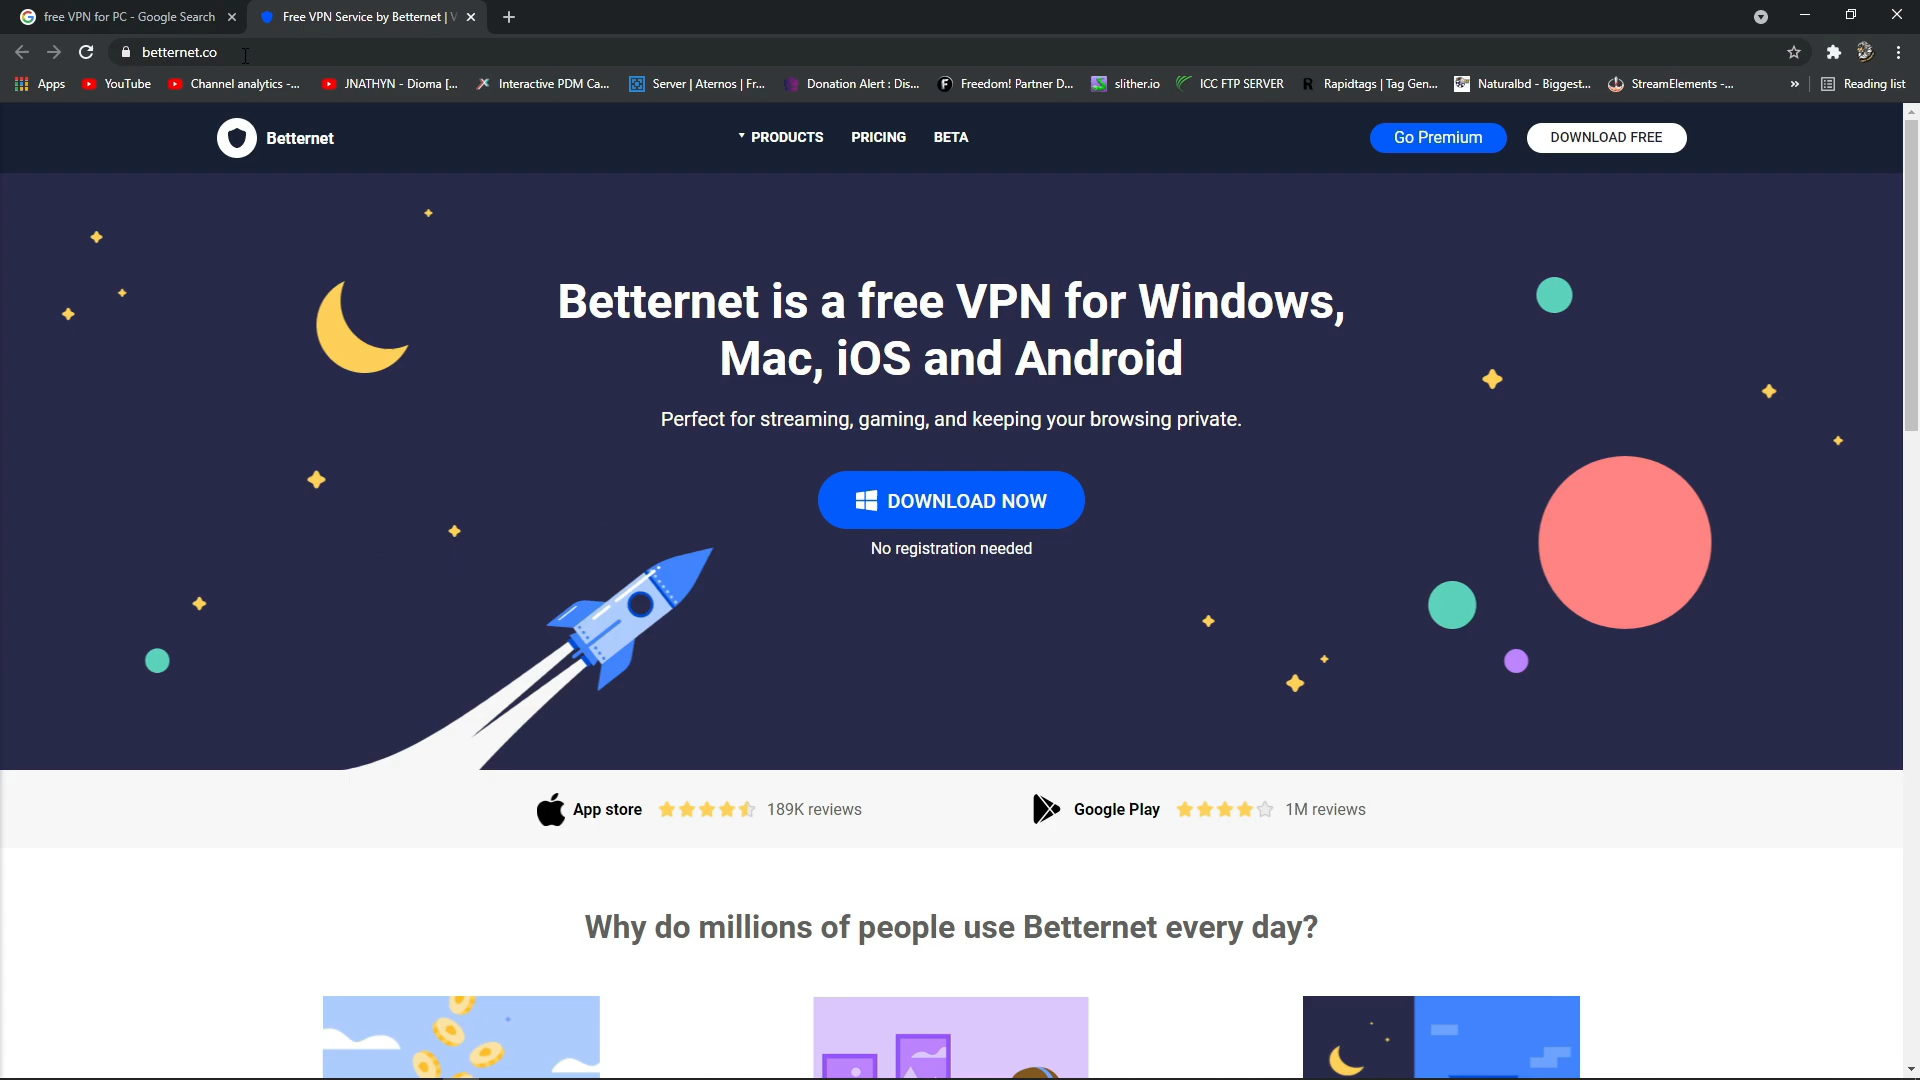 free VPN for PC - Google Search
Free VPN Service by Betternet | V
betternet.co
Apps
YouTube
Channel analytics -...
JNATHYN - Dioma [...
Interactive PDM Ca...
Server | Aternos | Fr...
Donation Alert : Dis...
Freedom! Partner D...
slither.io
ICC FTP SERVER
Rapidtags | Tag Gen...
Naturalbd - Biggest...
StreamElements -...
»
Reading list
Betternet
PRODUCTS
PRICING
BETA
Go Premium
DOWNLOAD FREE
Betternet is a free VPN for Windows,
Mac, iOS and Android
Perfect for streaming, gaming, and keeping your browsing private.
DOWNLOAD NOW
No registration needed
App store
189K reviews
Google Play
1M reviews
Why do millions of people use Betternet every day?